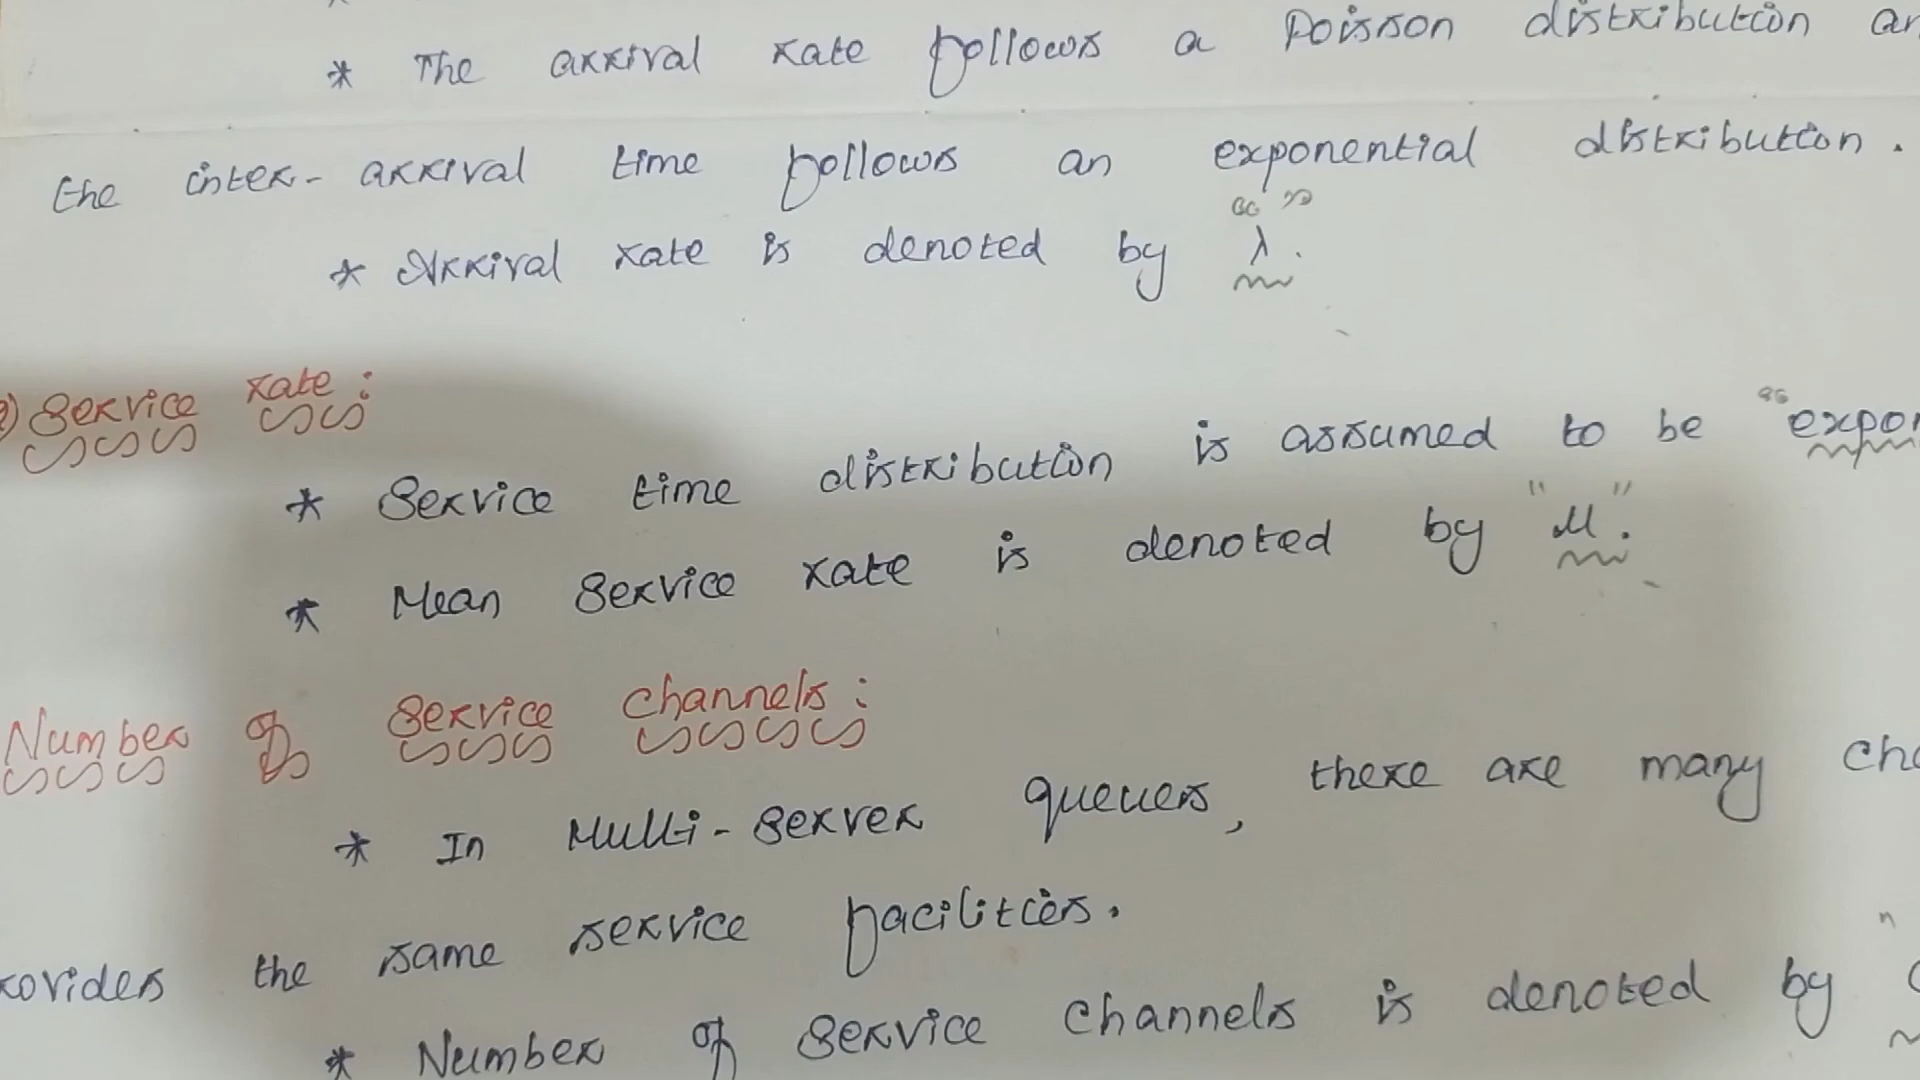 * The arrival rate follows a Poisson distribution
the inter-arrival time follows an exponential distribution.
* Arrival rate is denoted by "λ".
2) Service rate:
* Service time distribution is assumed to be "expon
* Mean Service rate is denoted by "μ".
Number of Service channels:
* In Multi-Server queues, there are many
provides the same service facilities.
* Number of Service channels is denoted by